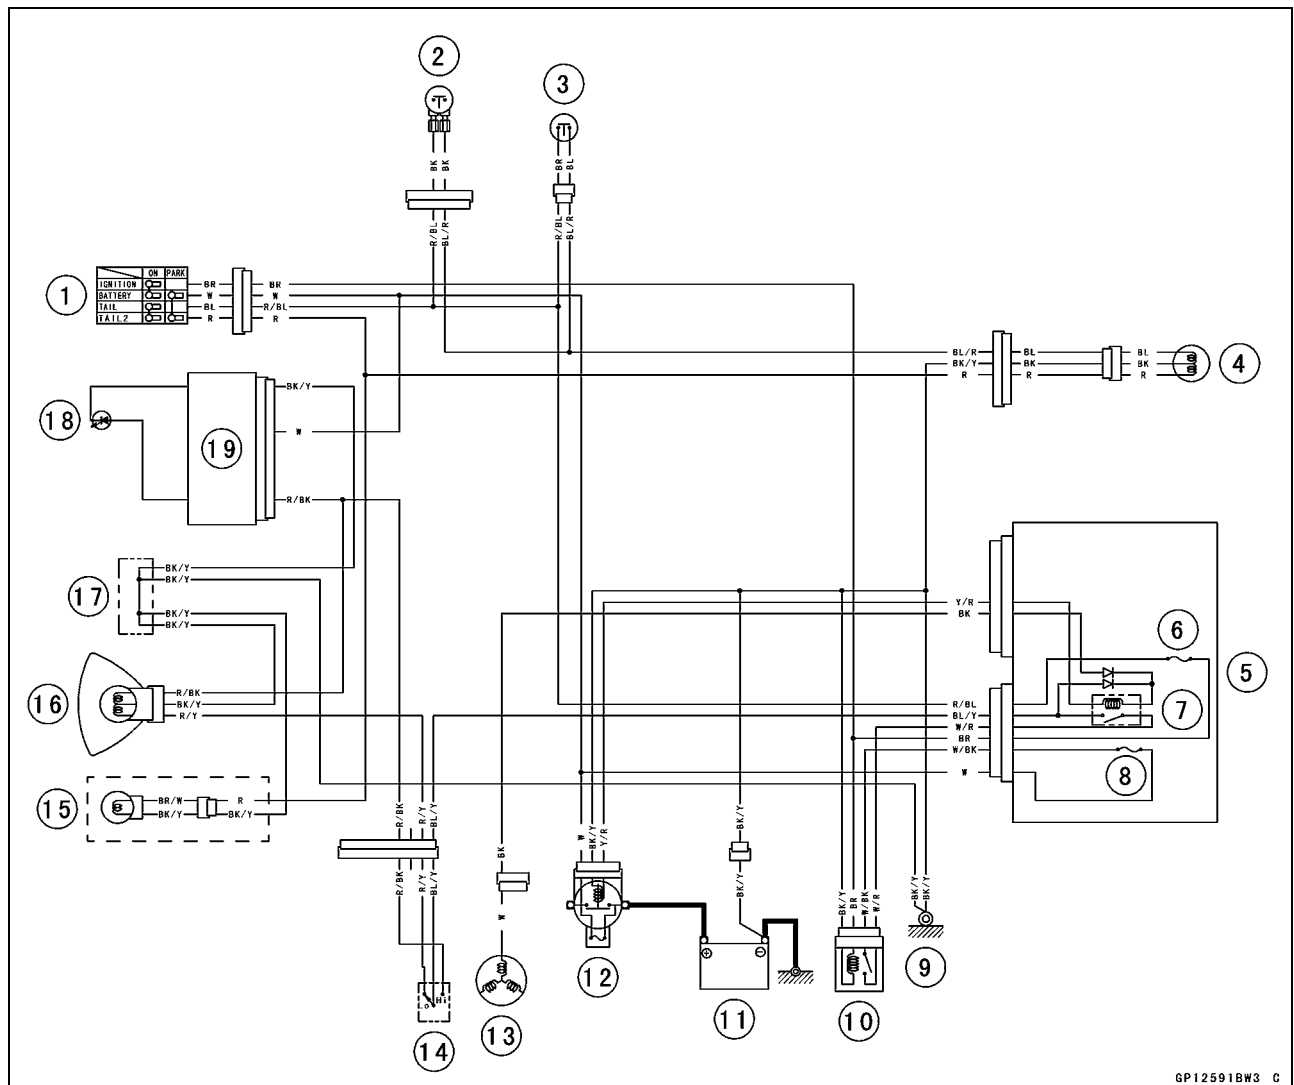 2
3
BK BK
BR BL
R/BL BL/R
R/BL BL/R
1
ON PARK
IGNITION
BATTERY
TAIL
TAIL2
BR BR
W W
BL R/BL
R R
BL/R BL BL
BK/Y BK BK
R R R
4
18
19
BK/Y
W
R/BK
17
BK/Y
BK/Y
BK/Y
BK/Y
Y/R
BK
6
5
7
16
R/BK
BK/Y
R/Y
R/BL
BL/Y
W/R
BR
W/BK
W
8
15
BR/W R
BK/Y BK/Y
R/BK R/Y BL/Y
BK
W BK/Y Y/R
BK/Y
R/BK R/Y BL/Y
W
BK/Y
BK/Y BR W/BK W/R
BK/Y BK/Y
+ −
Lo Hi
14
13
12
11
10
9
GP12591BW3 C